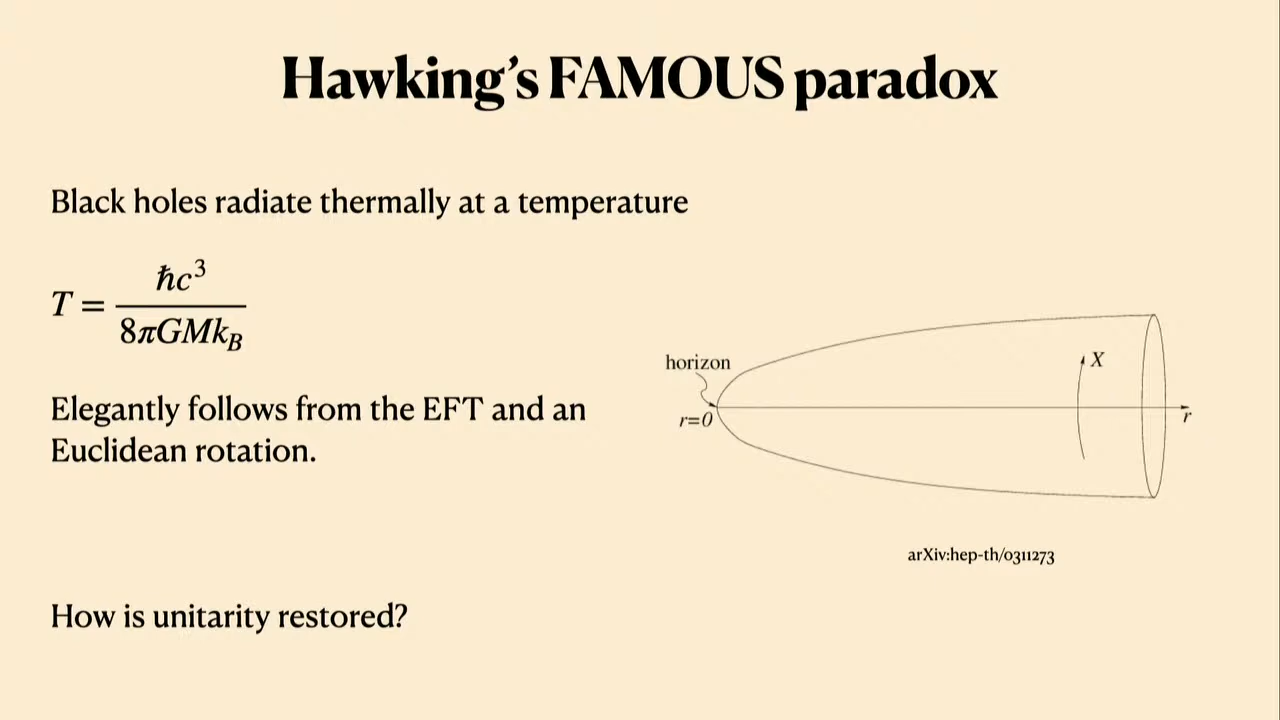 Hawking’s FAMOUS paradox
Black holes radiate thermally at a temperature
T = ħc³ / 8πGMk_B
Elegantly follows from the EFT and an
Euclidean rotation.
horizon
r=0
X
r
arXiv:hep-th/0311273
How is unitarity restored?